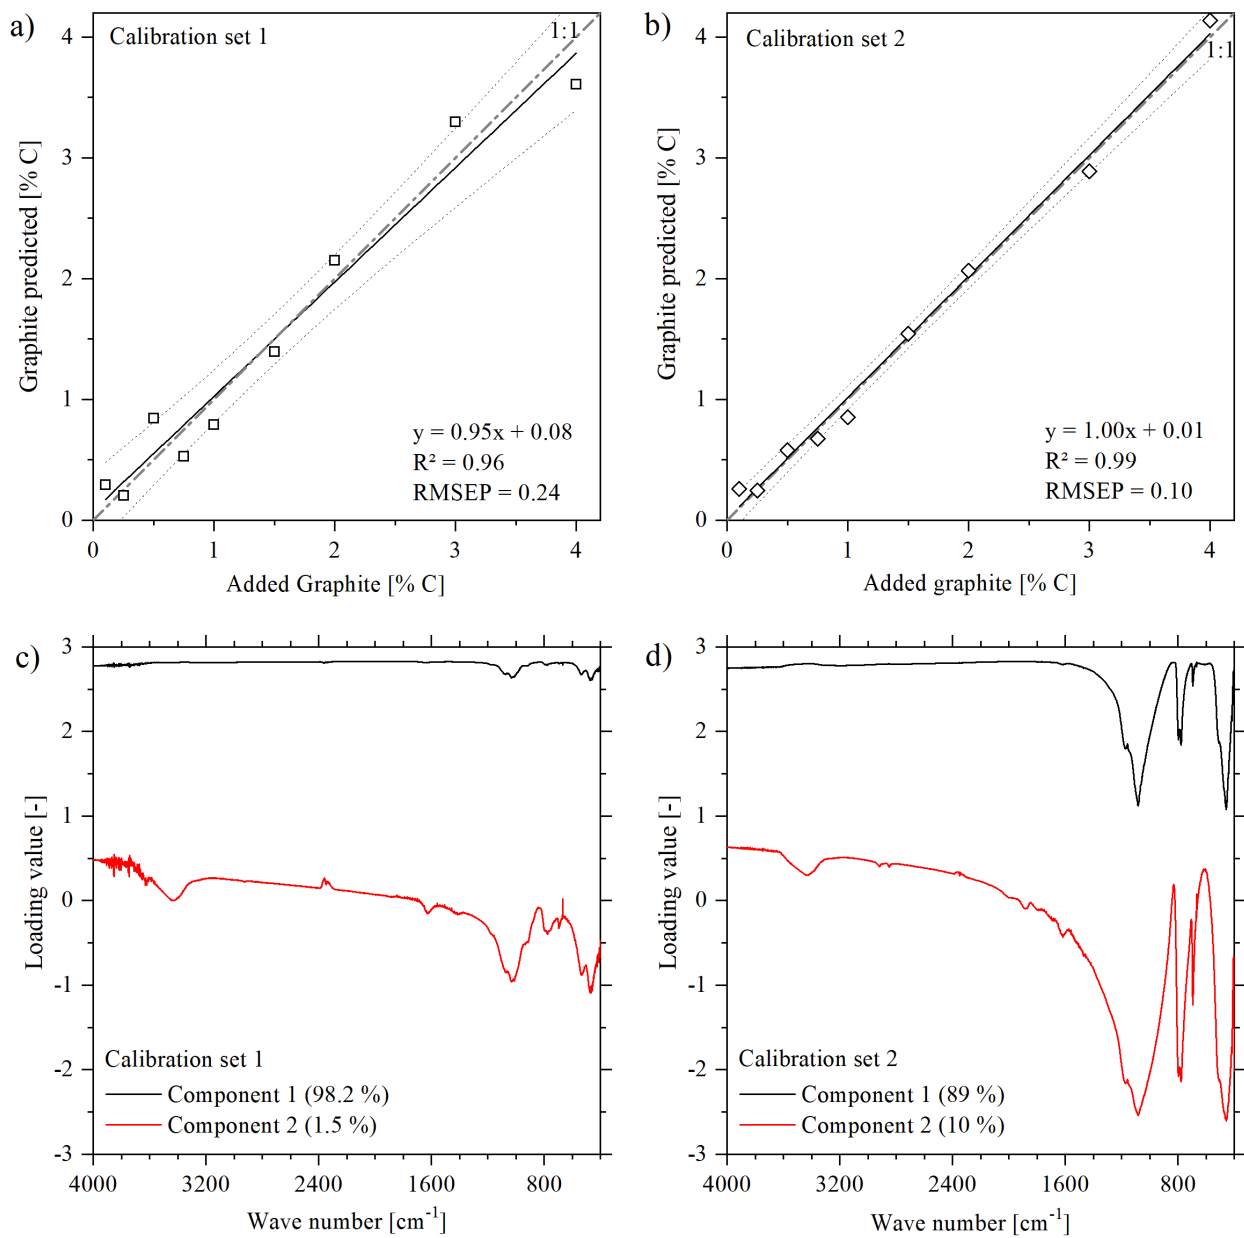 a)
Calibration set 1
1:1
4
3
2
1
0
Graphite predicted [% C]
y = 0.95x + 0.08
R² = 0.96
RMSEP = 0.24
0 1 2 3 4
Added Graphite [% C]
b)
Calibration set 2
1:1
4
3
2
1
0
Graphite predicted [% C]
y = 1.00x + 0.01
R² = 0.99
RMSEP = 0.10
0 1 2 3 4
Added graphite [% C]
c)
3
2
1
0
-1
-2
-3
Loading value [-]
Calibration set 1
Component 1 (98.2 %)
Component 2 (1.5 %)
4000 3200 2400 1600 800
Wave number [cm⁻¹]
d)
3
2
1
0
-1
-2
-3
Loading value [-]
Calibration set 2
Component 1 (89 %)
Component 2 (10 %)
4000 3200 2400 1600 800
Wave number [cm⁻¹]